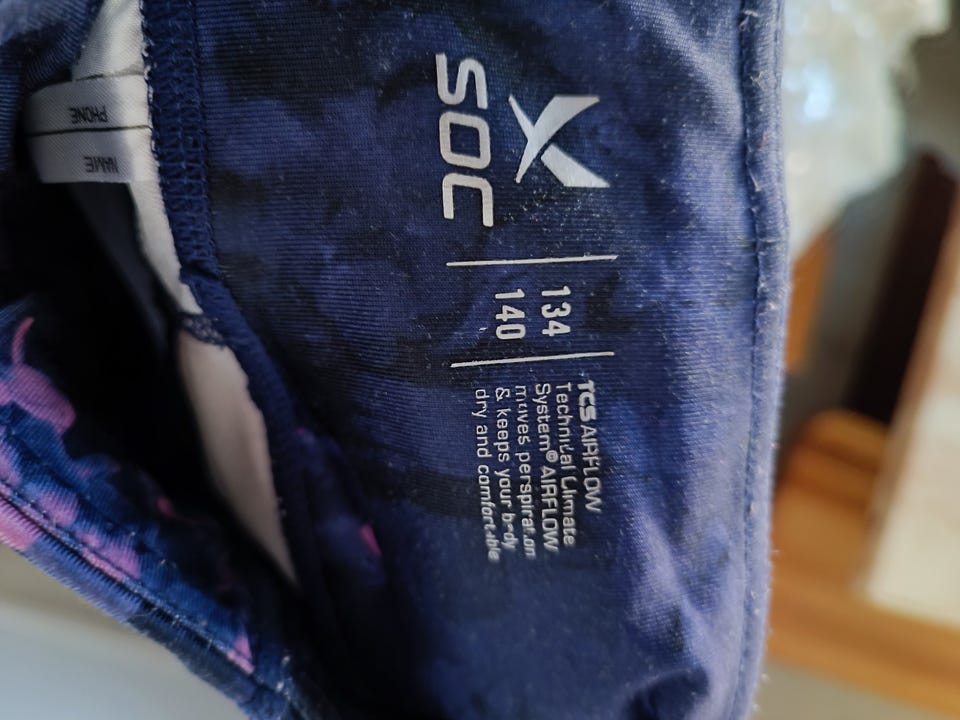 SOC
134
140
TCS AIRFLOW
Technical Climate
System® AIRFLOW
moves perspiration
& keeps your body
dry and comfortable
NAME
PHONE